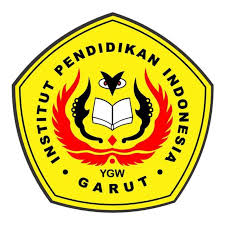 INSTITUT PENDIDIKAN INDONESIA
YGW
• GARUT •